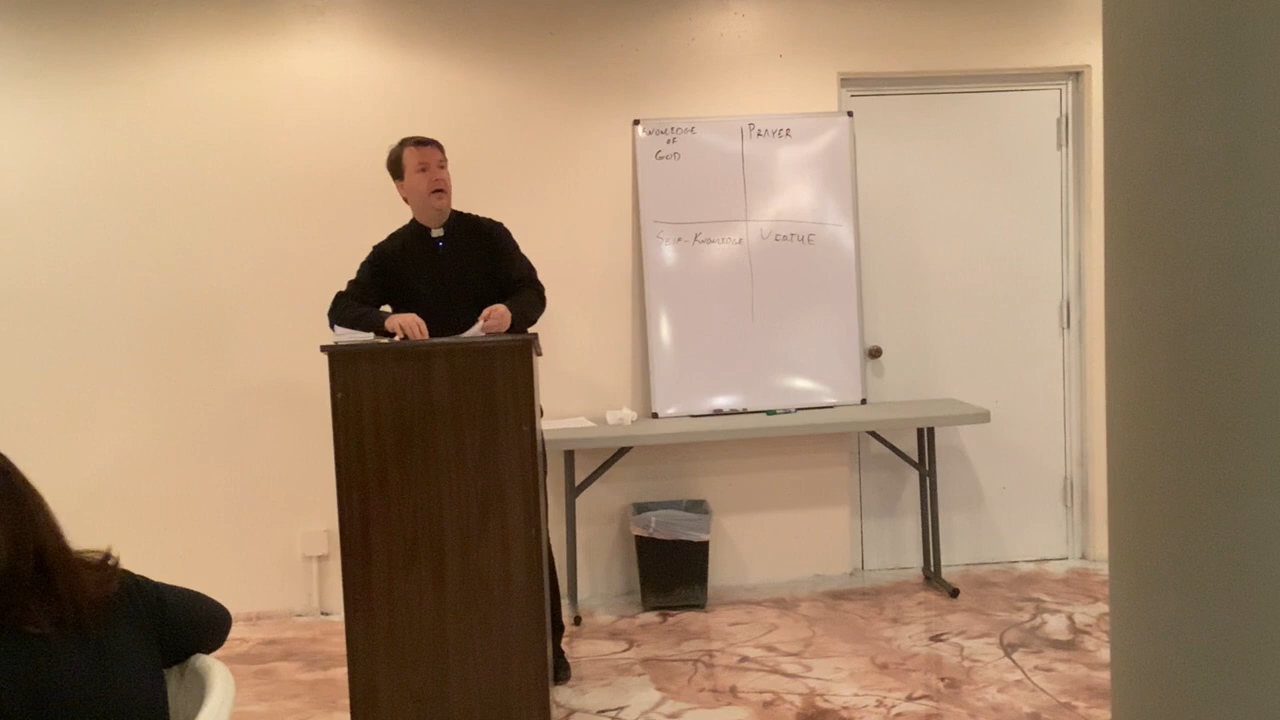 KNOWLEDGE
OF
GOD
PRAYER
SELF-KNOWLEDGE
VIRTUE